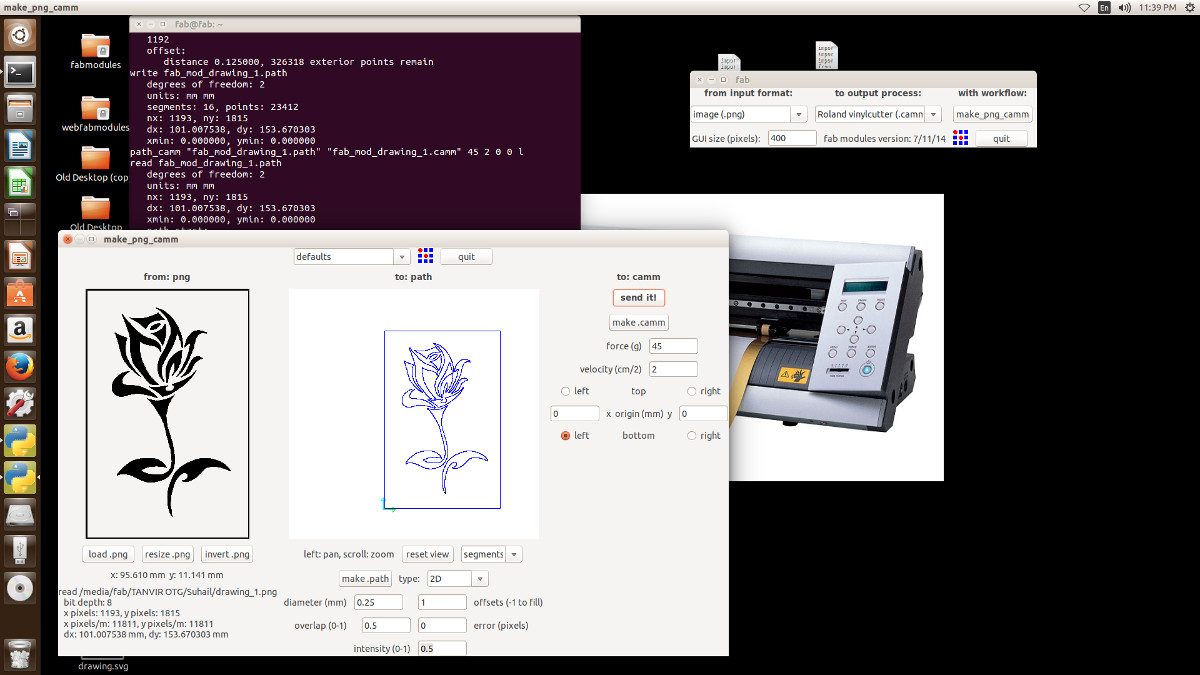 make_png_camm
En
11:39 PM
fabmodules
webfabmodules
Old Desktop (cop
Old Desktop
drawing.svg
fab@fab: ~
1192
offset:
distance 0.125000, 326318 exterior points remain
write fab_mod_drawing_1.path
degrees of freedom: 2
units: mm mm
segments: 16, points: 23412
nx: 1193, ny: 1815
dx: 101.007538, dy: 153.670303
xmin: 0.000000, ymin: 0.000000
path_camm "fab_mod_drawing_1.path" "fab_mod_drawing_1.camm" 45 2 0 0 l
read fab_mod_drawing_1.path
degrees of freedom: 2
units: mm mm
nx: 1193, ny: 1815
dx: 101.007538, dy: 153.670303
xmin: 0.000000, ymin: 0.000000
fab
from input format: to output process: with workflow:
image (.png) Roland vinylcutter (.camm make_png_camm
GUI size (pixels): 400 fab modules version: 7/11/14 quit
make_png_camm
defaults quit
from: png to: path to: camm
send it!
make .camm
force (g) 45
velocity (cm/2) 2
left top right
0 x origin (mm) y 0
left bottom right
load .png resize .png invert .png
x: 95.610 mm y: 11.141 mm
read /media/fab/TANVIR OTG/Suhail/drawing_1.png
bit depth: 8
x pixels: 1193, y pixels: 1815
x pixels/m: 11811, y pixels/m: 11811
dx: 101.007538 mm, dy: 153.670303 mm
left: pan, scroll: zoom reset view segments
make .path type: 2D
diameter (mm) 0.25 1 offsets (-1 to fill)
overlap (0-1) 0.5 0 error (pixels)
intensity (0-1) 0.5